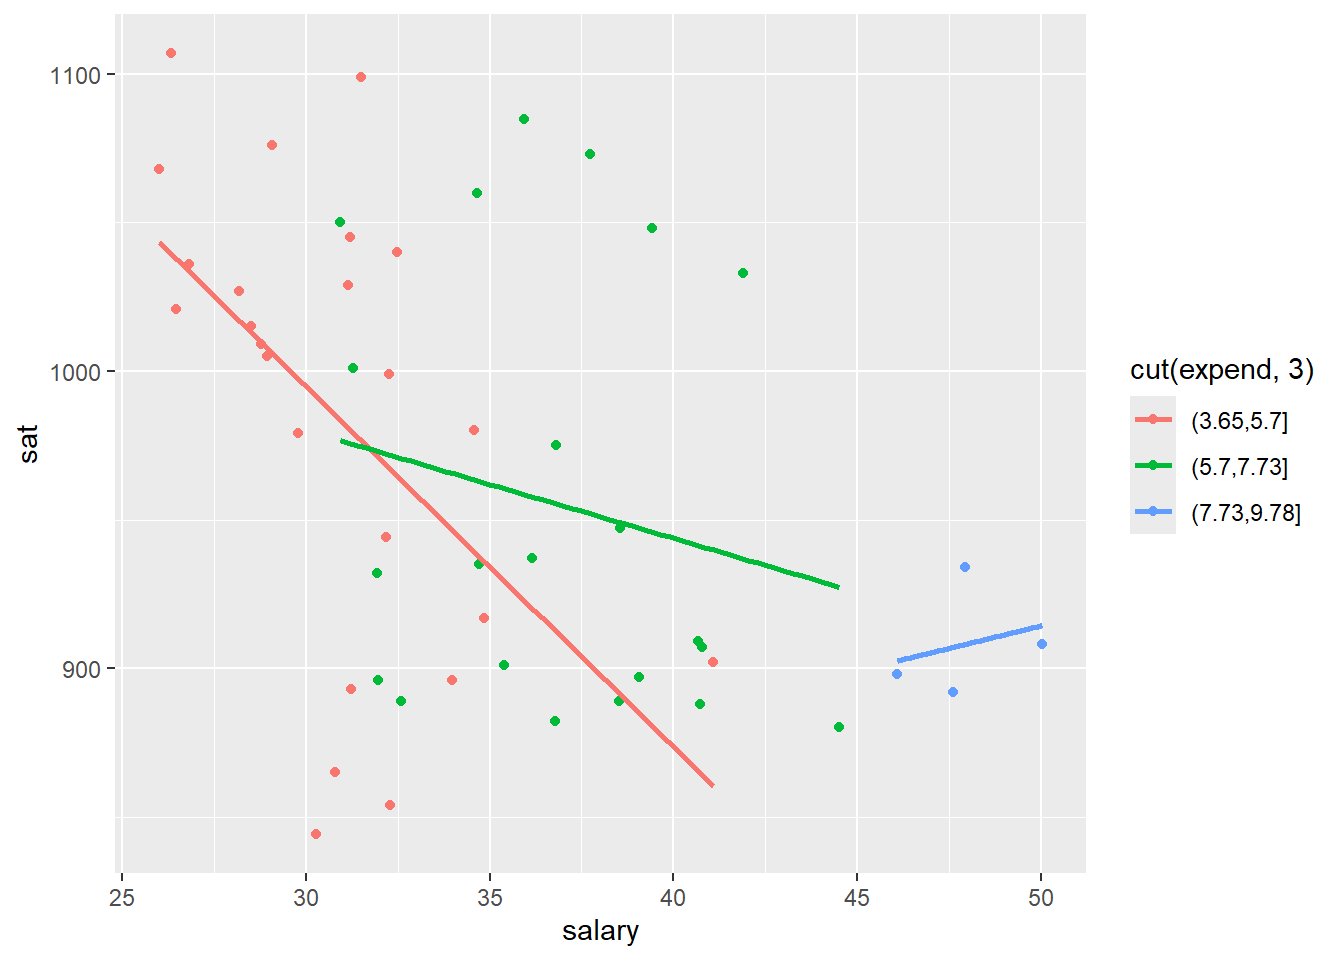 1100
1000
900
sat
25 30 35 40 45 50
salary
cut(expend, 3)
(3.65,5.7]
(5.7,7.73]
(7.73,9.78]